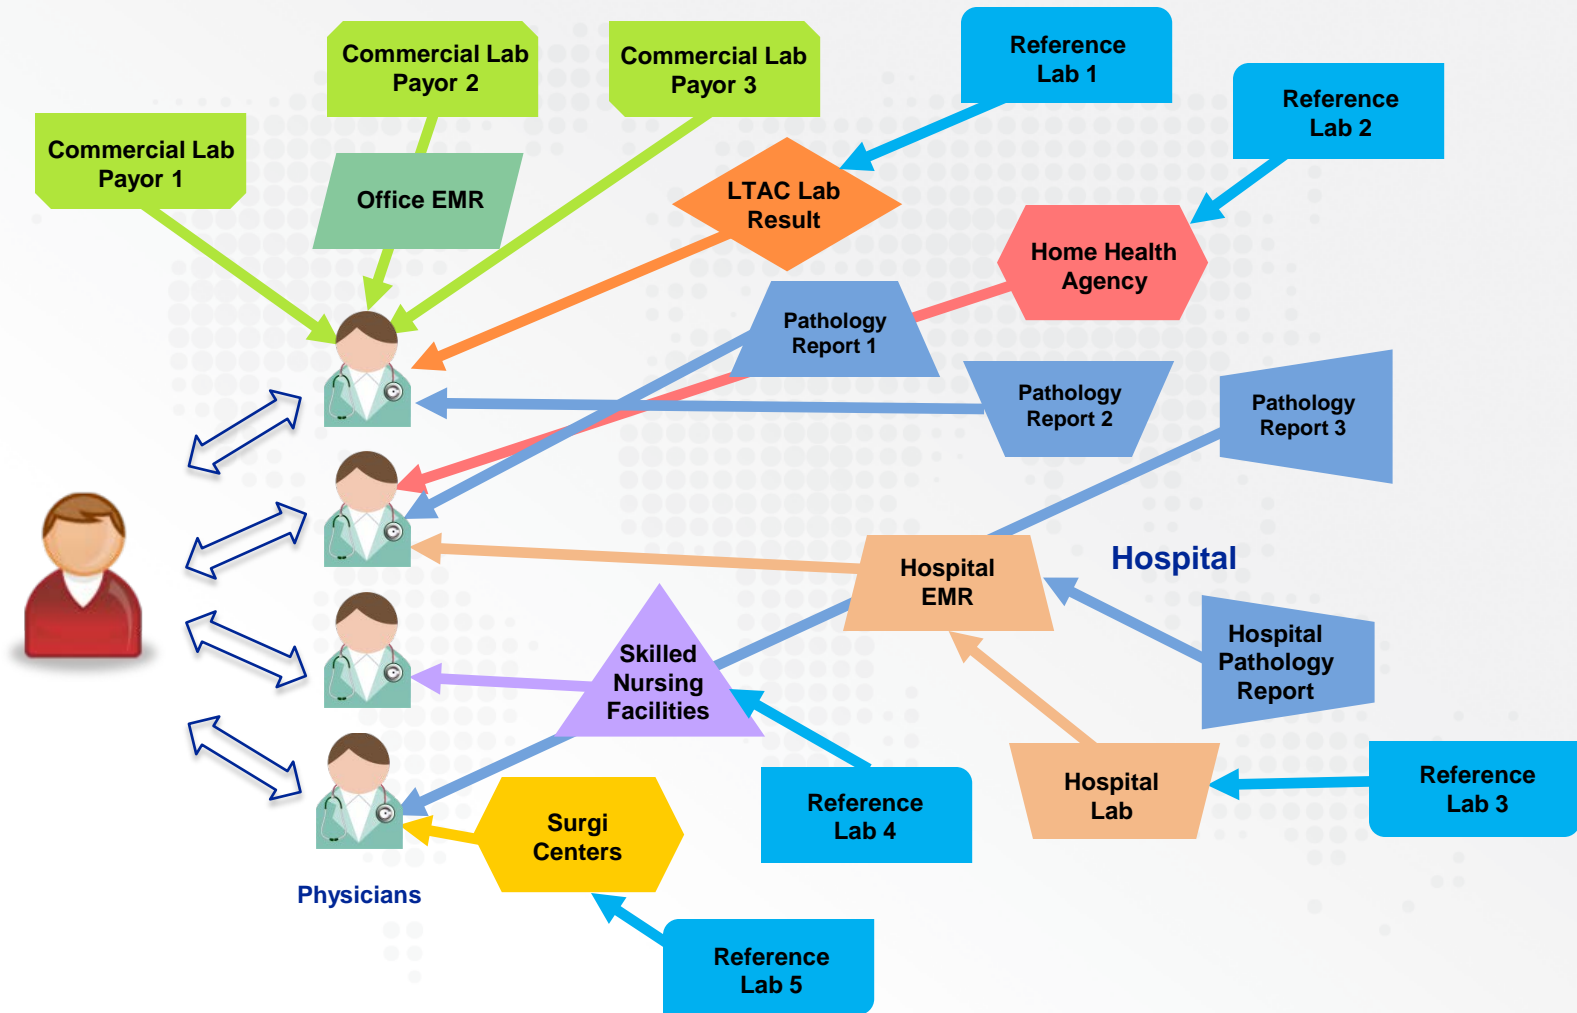 Commercial Lab
Payor 1
Commercial Lab
Payor 2
Commercial Lab
Payor 3
Reference
Lab 1
Reference
Lab 2
Office EMR
LTAC Lab
Result
Home Health
Agency
Pathology
Report 1
Pathology
Report 2
Pathology
Report 3
Hospital
EMR
Hospital
Hospital
Pathology
Report
Skilled
Nursing
Facilities
Hospital
Lab
Reference
Lab 3
Reference
Lab 4
Surgi
Centers
Physicians
Reference
Lab 5